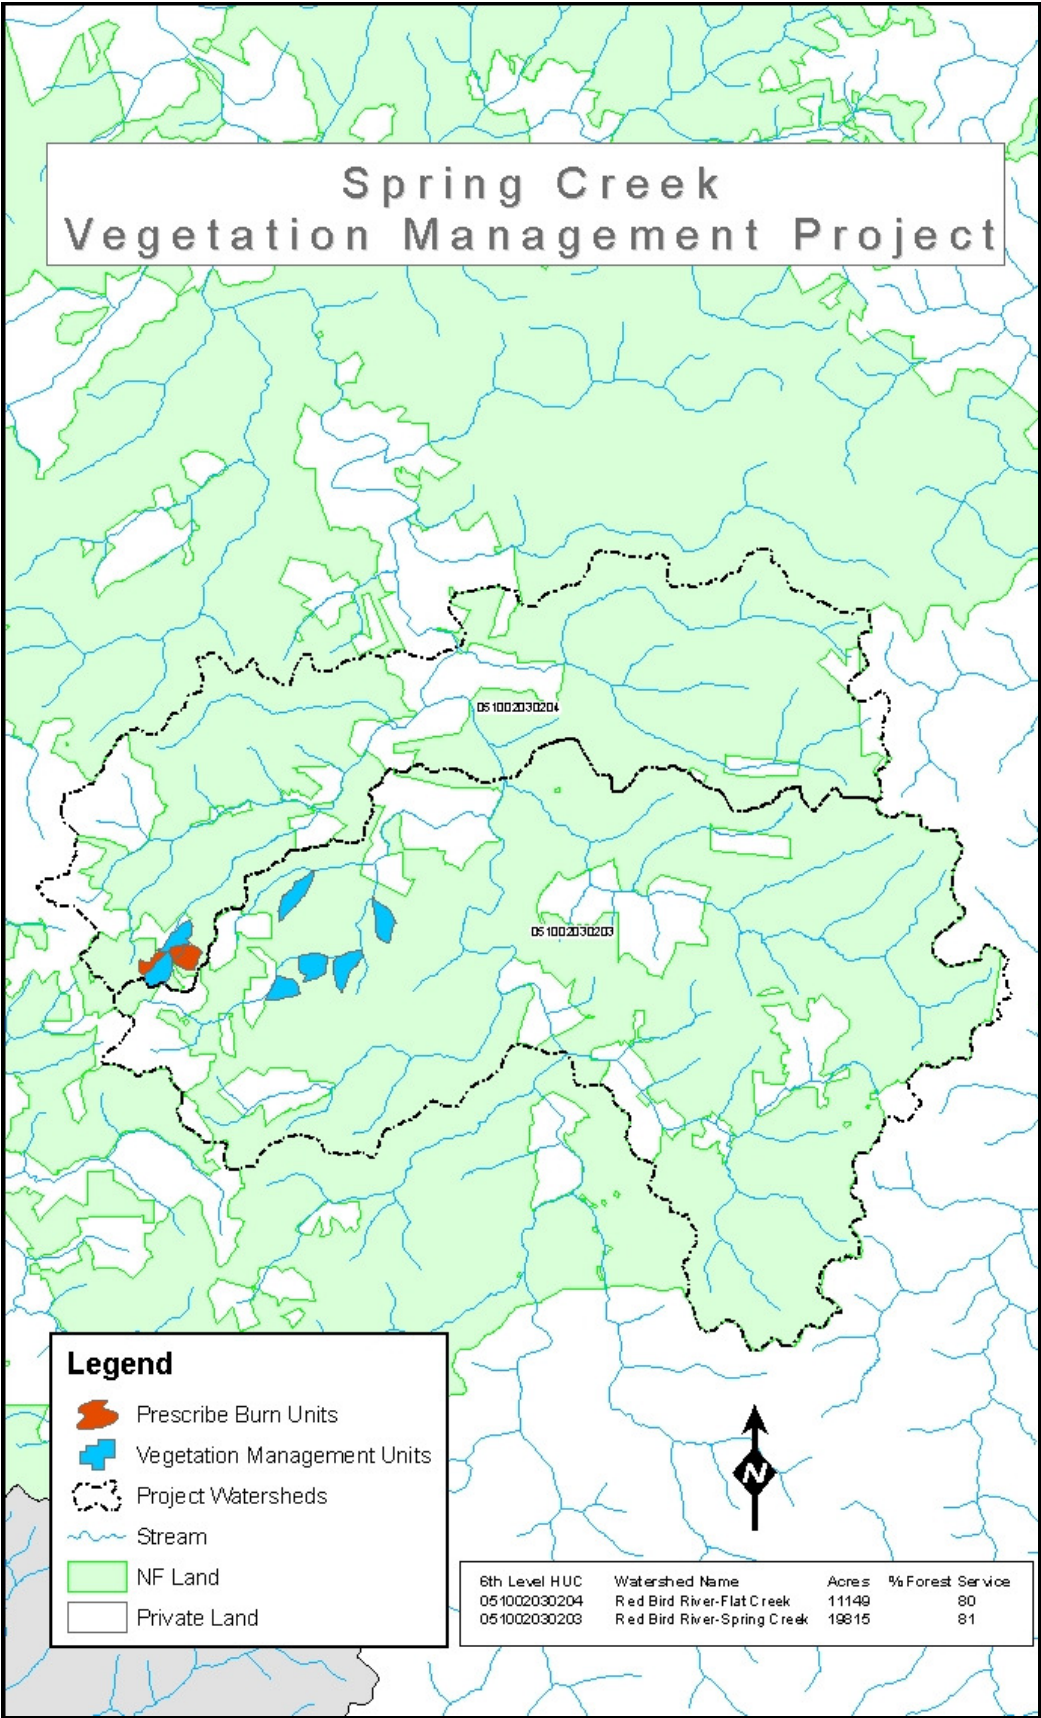 Spring Creek
Vegetation Management Project
051002030204
051002030203
Legend
Prescribe Burn Units
Vegetation Management Units
Project Watersheds
Stream
NF Land
Private Land
N
6th Level HUC Watershed Name Acres % Forest Service
051002030204 Red Bird River-Flat Creek 11149 80
051002030203 Red Bird River-Spring Creek 19815 81